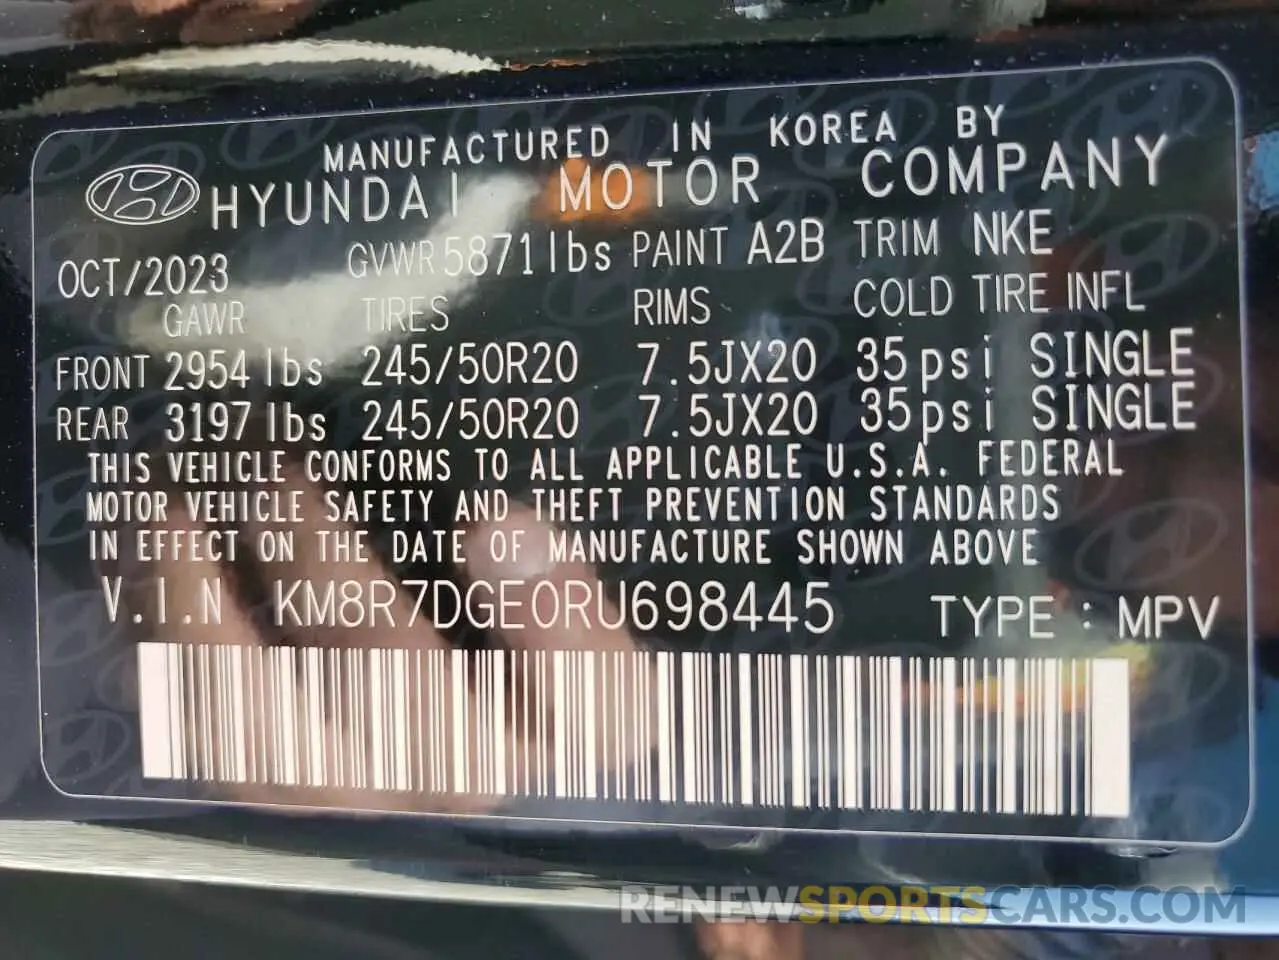 MANUFACTURED IN KOREA BY
HYUNDAI MOTOR COMPANY
OCT/2023 GVWR 5871lbs PAINT A2B TRIM NKE
GAWR TIRES RIMS COLD TIRE INFL
FRONT 2954 lbs 245/50R20 7.5JX20 35psi SINGLE
REAR 3197 lbs 245/50R20 7.5JX20 35psi SINGLE
THIS VEHICLE CONFORMS TO ALL APPLICABLE U.S.A. FEDERAL
MOTOR VEHICLE SAFETY AND THEFT PREVENTION STANDARDS
IN EFFECT ON THE DATE OF MANUFACTURE SHOWN ABOVE
V.I.N KM8R7DGE0RU698445 TYPE : MPV
RENEWSPORTSCARS.COM